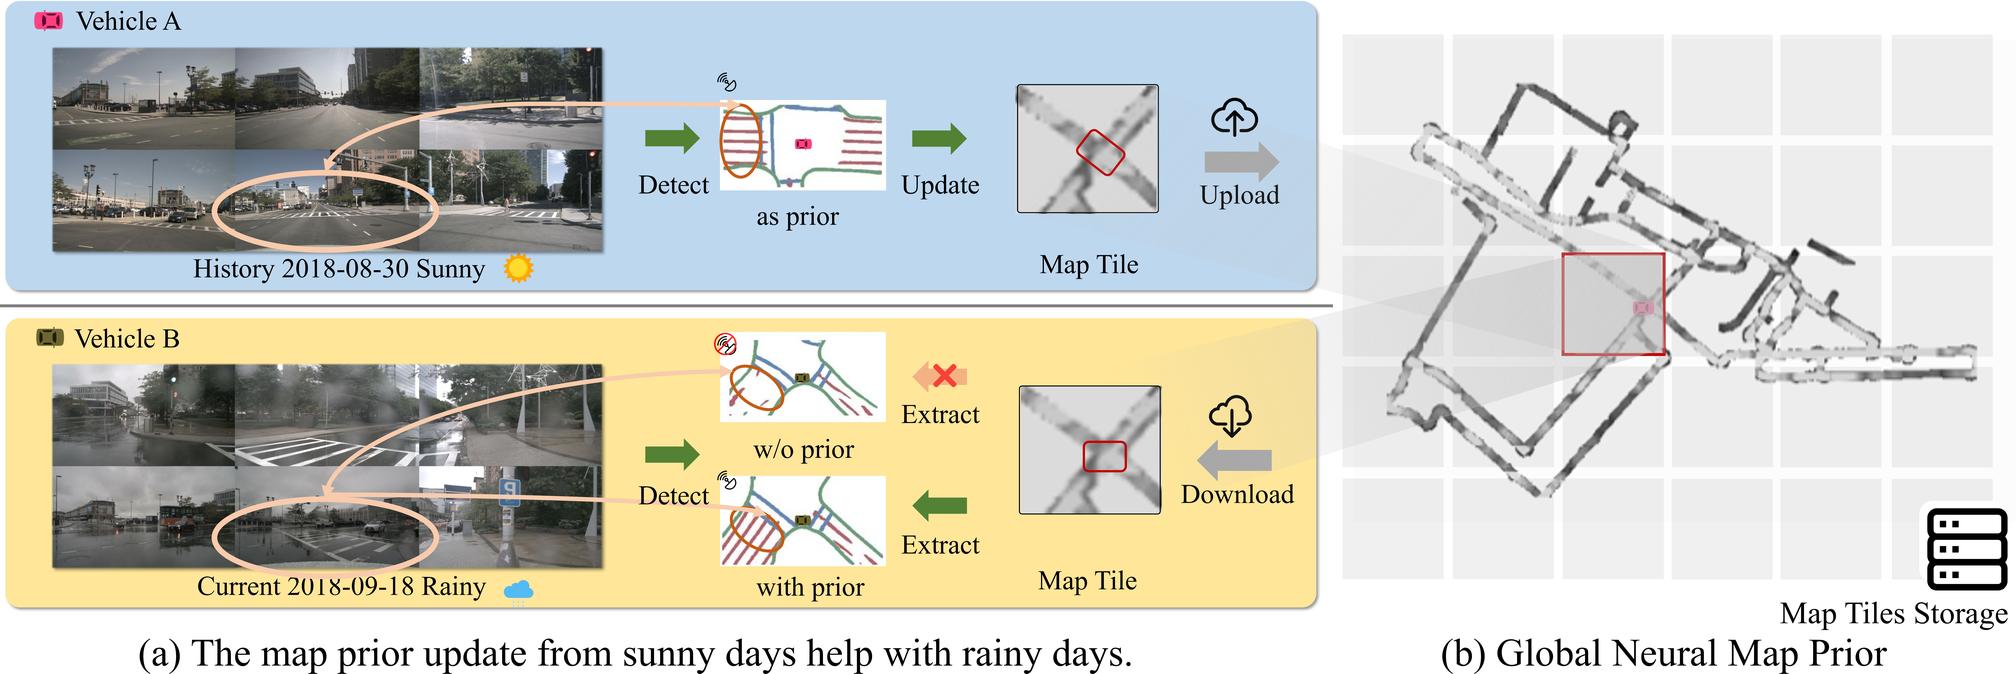 Vehicle A
Detect
as prior
Update
Map Tile
Upload
History 2018-08-30 Sunny
Vehicle B
Detect
w/o prior
Extract
with prior
Extract
Map Tile
Download
Current 2018-09-18 Rainy
P
(a) The map prior update from sunny days help with rainy days.
Map Tiles Storage
(b) Global Neural Map Prior